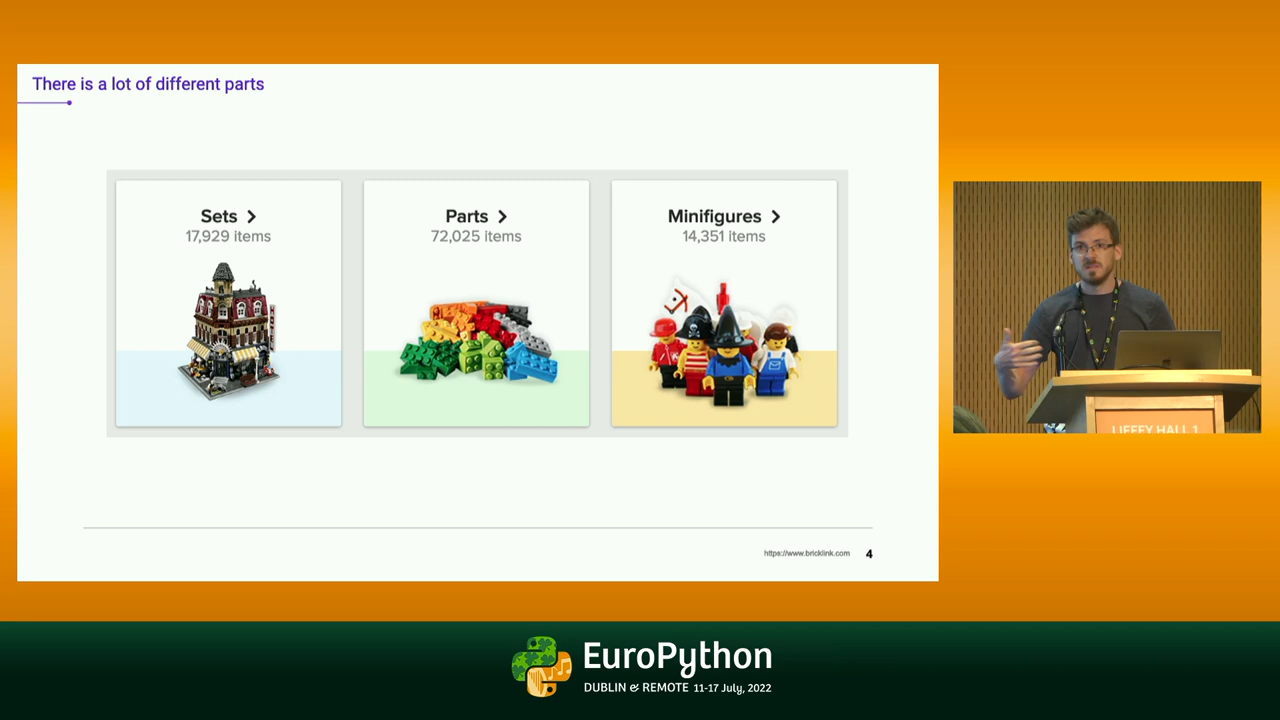 There is a lot of different parts
Sets >
17,929 items
Parts >
72,025 items
Minifigures >
14,351 items
https://www.bricklink.com 4
LIFFEY HALL 1
EuroPython
DUBLIN & REMOTE 11-17 July, 2022